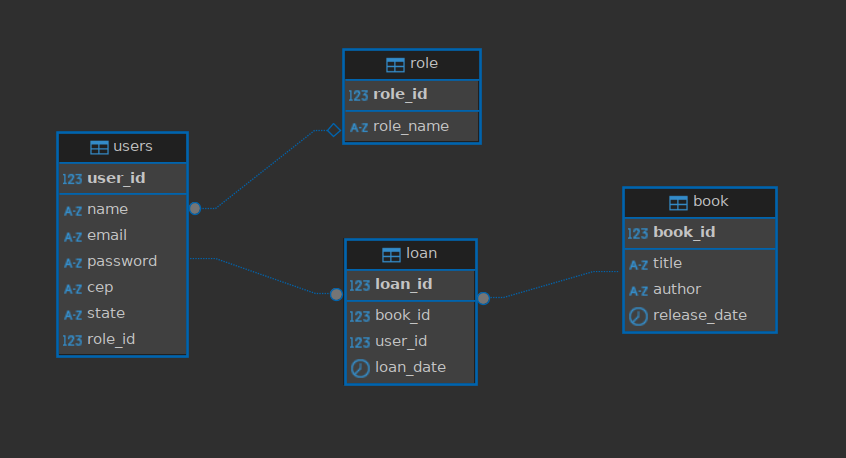 role
123 role_id
A-Z role_name
users
123 user_id
A-Z name
A-Z email
A-Z password
A-Z cep
A-Z state
123 role_id
loan
123 loan_id
123 book_id
123 user_id
loan_date
book
123 book_id
A-Z title
A-Z author
release_date